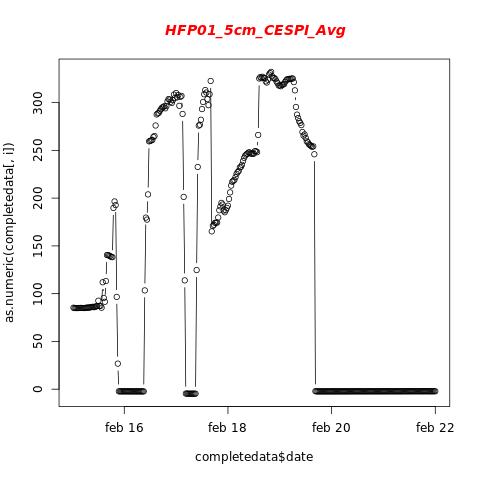 HFP01_5cm_CESPI_Avg
as.numeric(completedata[, i])
300
250
200
150
100
50
0
feb 16 feb 18 feb 20 feb 22
completedata$date